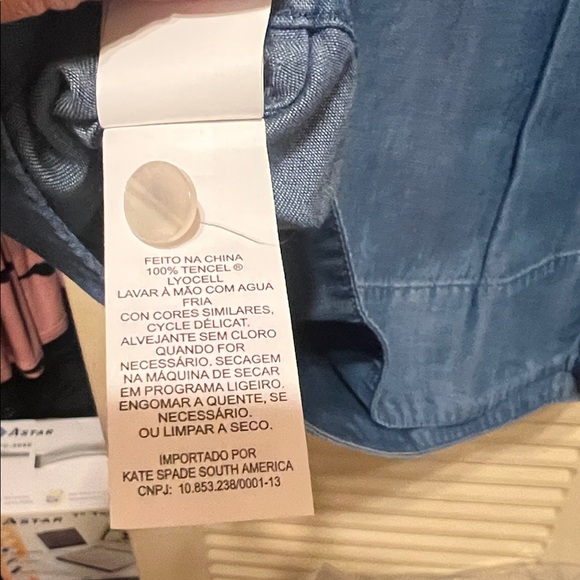 FEITO NA CHINA
100% TENCEL®
LYOCELL
LAVAR À MÃO COM AGUA
FRIA
CON CORES SIMILARES,
CYCLE DÉLICAT.
ALVEJANTE SEM CLORO
QUANDO FOR
NECESSÁRIO. SECAGEM
NA MÁQUINA DE SECAR
EM PROGRAMA LIGEIRO.
ENGOMAR A QUENTE, SE
NECESSÁRIO.
OU LIMPAR A SECO.
IMPORTADO POR
KATE SPADE SOUTH AMERICA
CNPJ: 10.853.238/0001-13
ASTAR
ASTAR